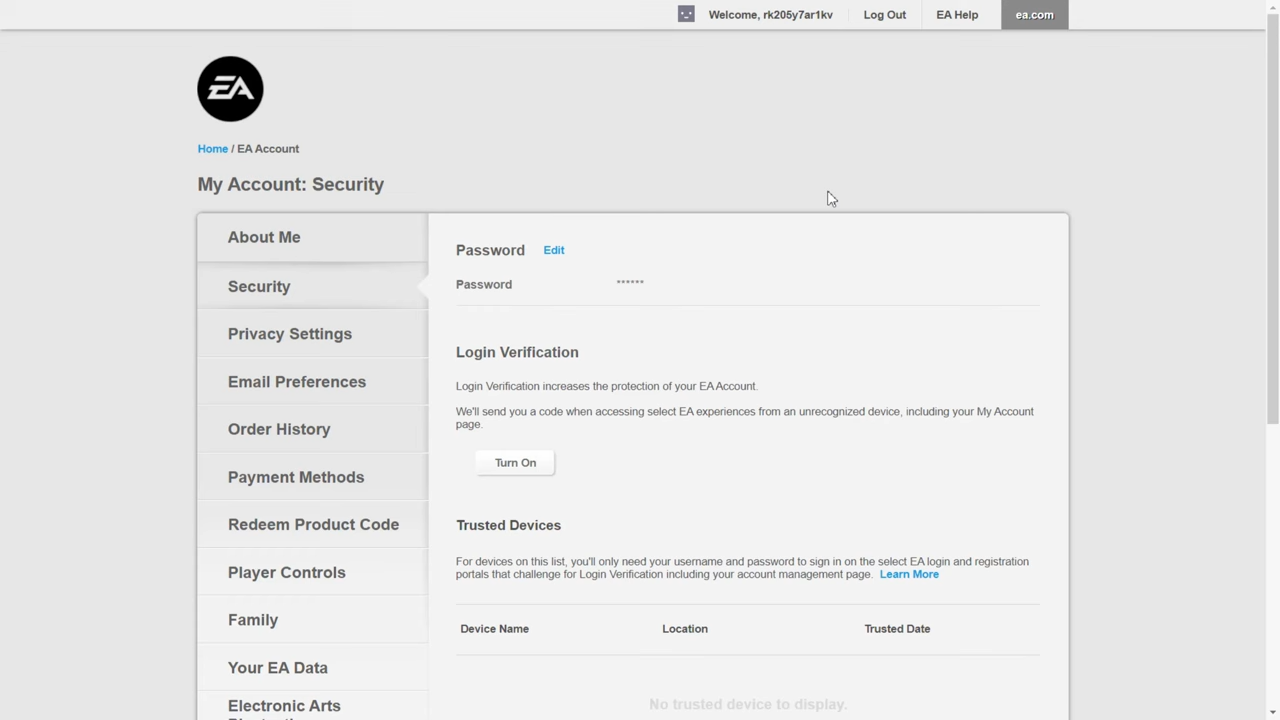 Welcome, rk205y7ar1kv
Log Out
EA Help
ea.com
EA
Home / EA Account
My Account: Security
About Me
Security
Privacy Settings
Email Preferences
Order History
Payment Methods
Redeem Product Code
Player Controls
Family
Your EA Data
Electronic Arts
Password Edit
Password ******
Login Verification
Login Verification increases the protection of your EA Account.
We'll send you a code when accessing select EA experiences from an unrecognized device, including your My Account
page.
Turn On
Trusted Devices
For devices on this list, you'll only need your username and password to sign in on the select EA login and registration
portals that challenge for Login Verification including your account management page. Learn More
Device Name Location Trusted Date
No trusted device to display.